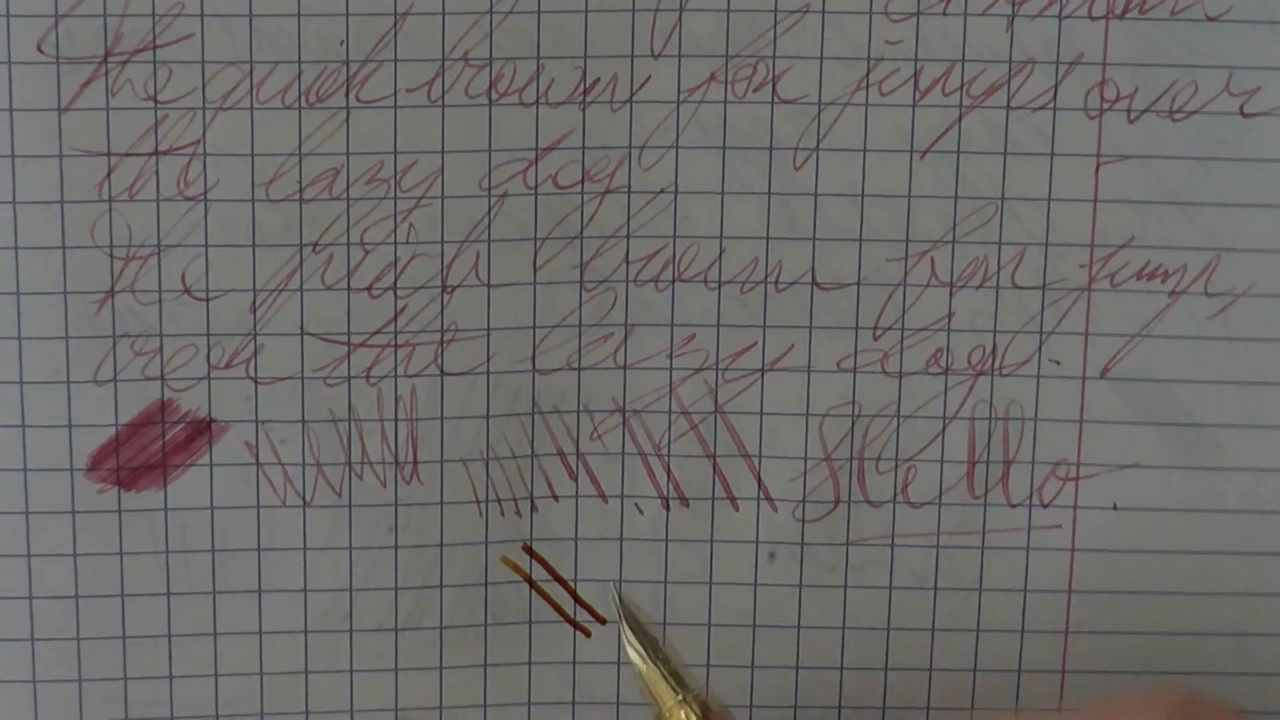 The quick brown fox jumps over
the lazy dog
The quick brown fox jumps
over the lazy dog.
Hello.